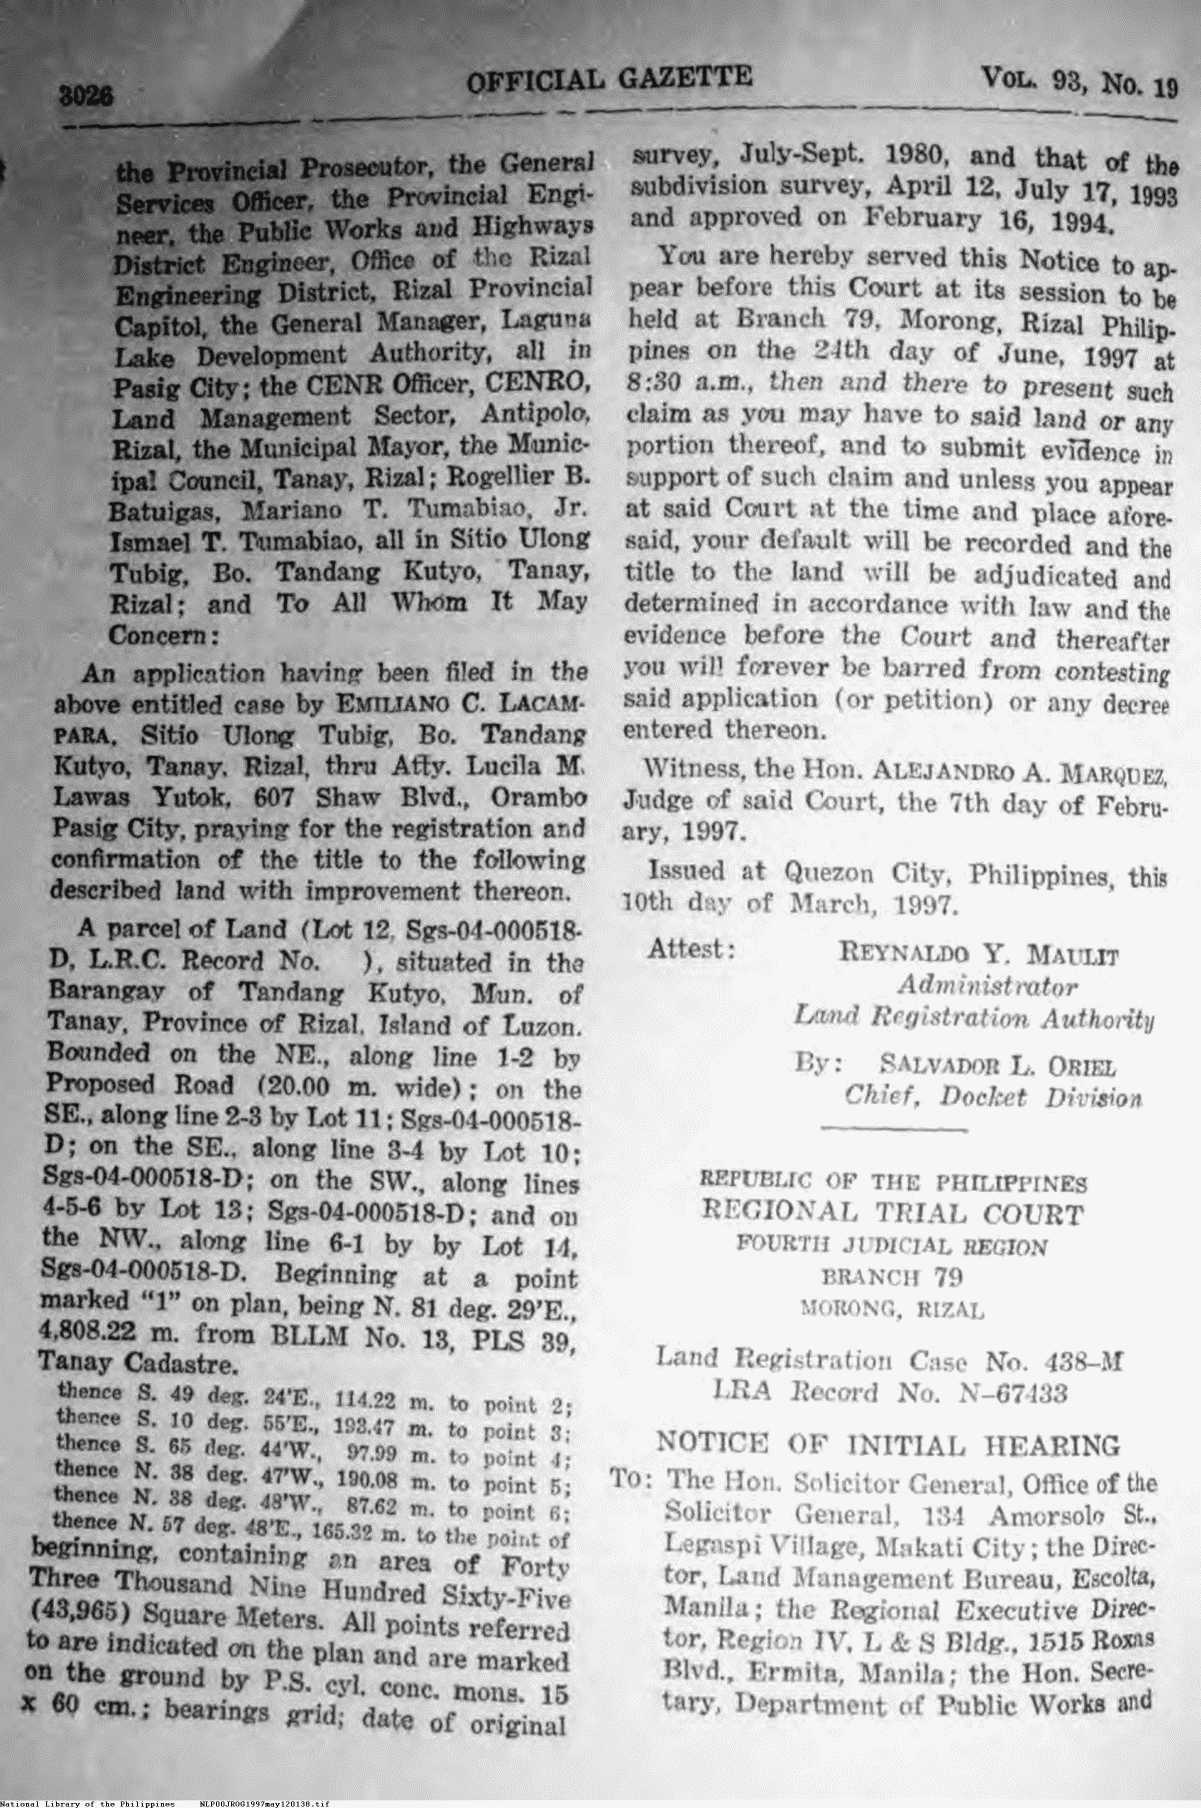 3026
OFFICIAL GAZETTE
VOL. 93, No. 19
the Provincial Prosecutor, the General
Services Officer, the Provincial Engi-
neer, the Public Works and Highways
District Engineer, Office of the Rizal
Engineering District, Rizal Provincial
Capitol, the General Manager, Laguna
Lake Development Authority, all in
Pasig City; the CENR Officer, CENRO,
Land Management Sector, Antipolo,
Rizal, the Municipal Mayor, the Munic-
ipal Council, Tanay, Rizal; Rogellier B.
Batuigas, Mariano T. Tumabiao, Jr.
Ismael T. Tumabiao, all in Sitio Ulong
Tubig, Bo. Tandang Kutyo, Tanay,
Rizal; and To All Whom It May
Concern:
An application having been filed in the
above entitled case by EMILIANO C. LACAM-
PARA, Sitio Ulong Tubig, Bo. Tandang
Kutyo, Tanay, Rizal, thru Atty. Lucila M.
Lawas Yutok, 607 Shaw Blvd., Orambo
Pasig City, praying for the registration and
confirmation of the title to the following
described land with improvement thereon.
A parcel of Land (Lot 12, Sgs-04-000518-
D, L.R.C. Record No. ), situated in the
Barangay of Tandang Kutyo, Mun. of
Tanay, Province of Rizal, Island of Luzon.
Bounded on the NE., along line 1-2 by
Proposed Road (20.00 m. wide); on the
SE., along line 2-3 by Lot 11; Sgs-04-000518-
D; on the SE., along line 3-4 by Lot 10;
Sgs-04-000518-D; on the SW., along lines
4-5-6 by Lot 13; Sgs-04-000518-D; and on
the NW., along line 6-1 by by Lot 14,
Sgs-04-000518-D. Beginning at a point
marked "1" on plan, being N. 81 deg. 29'E.,
4,808.22 m. from BLLM No. 13, PLS 39,
Tanay Cadastre.
thence S. 49 deg. 24'E., 114.22 m. to point 2;
thence S. 10 deg. 55'E., 193.47 m. to point 3;
thence S. 65 deg. 44'W., 97.99 m. to point 4;
thence N. 38 deg. 47'W., 190.08 m. to point 5;
thence N. 38 deg. 48'W., 87.62 m. to point 6;
thence N. 57 deg. 48'E., 165.32 m. to the point of
beginning, containing an area of Forty
Three Thousand Nine Hundred Sixty-Five
(43,965) Square Meters. All points referred
to are indicated on the plan and are marked
on the ground by P.S. cyl. conc. mons. 15
x 60 cm.; bearings grid; date of original
survey, July-Sept. 1980, and that of the
subdivision survey, April 12, July 17, 1993
and approved on February 16, 1994.
You are hereby served this Notice to ap-
pear before this Court at its session to be
held at Branch 79, Morong, Rizal Philip-
pines on the 24th day of June, 1997 at
8:30 a.m., then and there to present such
claim as you may have to said land or any
portion thereof, and to submit evidence in
support of such claim and unless you appear
at said Court at the time and place afore-
said, your default will be recorded and the
title to the land will be adjudicated and
determined in accordance with law and the
evidence before the Court and thereafter
you will forever be barred from contesting
said application (or petition) or any decree
entered thereon.
Witness, the Hon. ALEJANDRO A. MARQUEZ,
Judge of said Court, the 7th day of Febru-
ary, 1997.
Issued at Quezon City, Philippines, this
10th day of March, 1997.
Attest: REYNALDO Y. MAULIT
Administrator
Land Registration Authority
By: SALVADOR L. ORIEL
Chief, Docket Division
REPUBLIC OF THE PHILIPPINES
REGIONAL TRIAL COURT
FOURTH JUDICIAL REGION
BRANCH 79
MORONG, RIZAL
Land Registration Case No. 438-M
LRA Record No. N-67433
NOTICE OF INITIAL HEARING
To: The Hon. Solicitor General, Office of the
Solicitor General, 134 Amorsolo St.,
Legaspi Village, Makati City; the Direc-
tor, Land Management Bureau, Escolta,
Manila; the Regional Executive Direc-
tor, Region IV, L & S Bldg., 1515 Roxas
Blvd., Ermita, Manila; the Hon. Secre-
tary, Department of Public Works and
National Library of the Philippines NLP00JROG1997may120138.tif